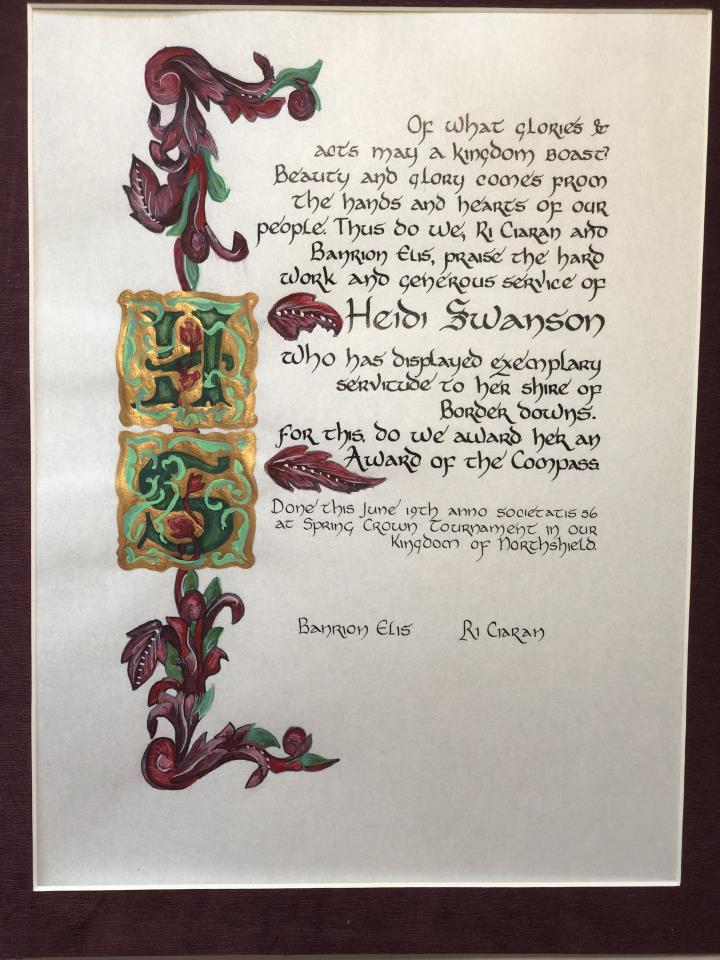 Of what glories &
acts may a kingdom boast?
Beauty and glory comes from
the hands and hearts of our
people. Thus do we, Ri Ciaran and
Banrion Elis, praise the hard
work and generous service of
Heidi Swanson
who has displayed exemplary
servitude to her shire of
Border downs.
for this, do we award her an
Award of the Compass
Done this June 19th anno societatis 56
at Spring Crown Tournament in our
Kingdom of Northshield.
Banrion Elis Ri Ciaran
H
S